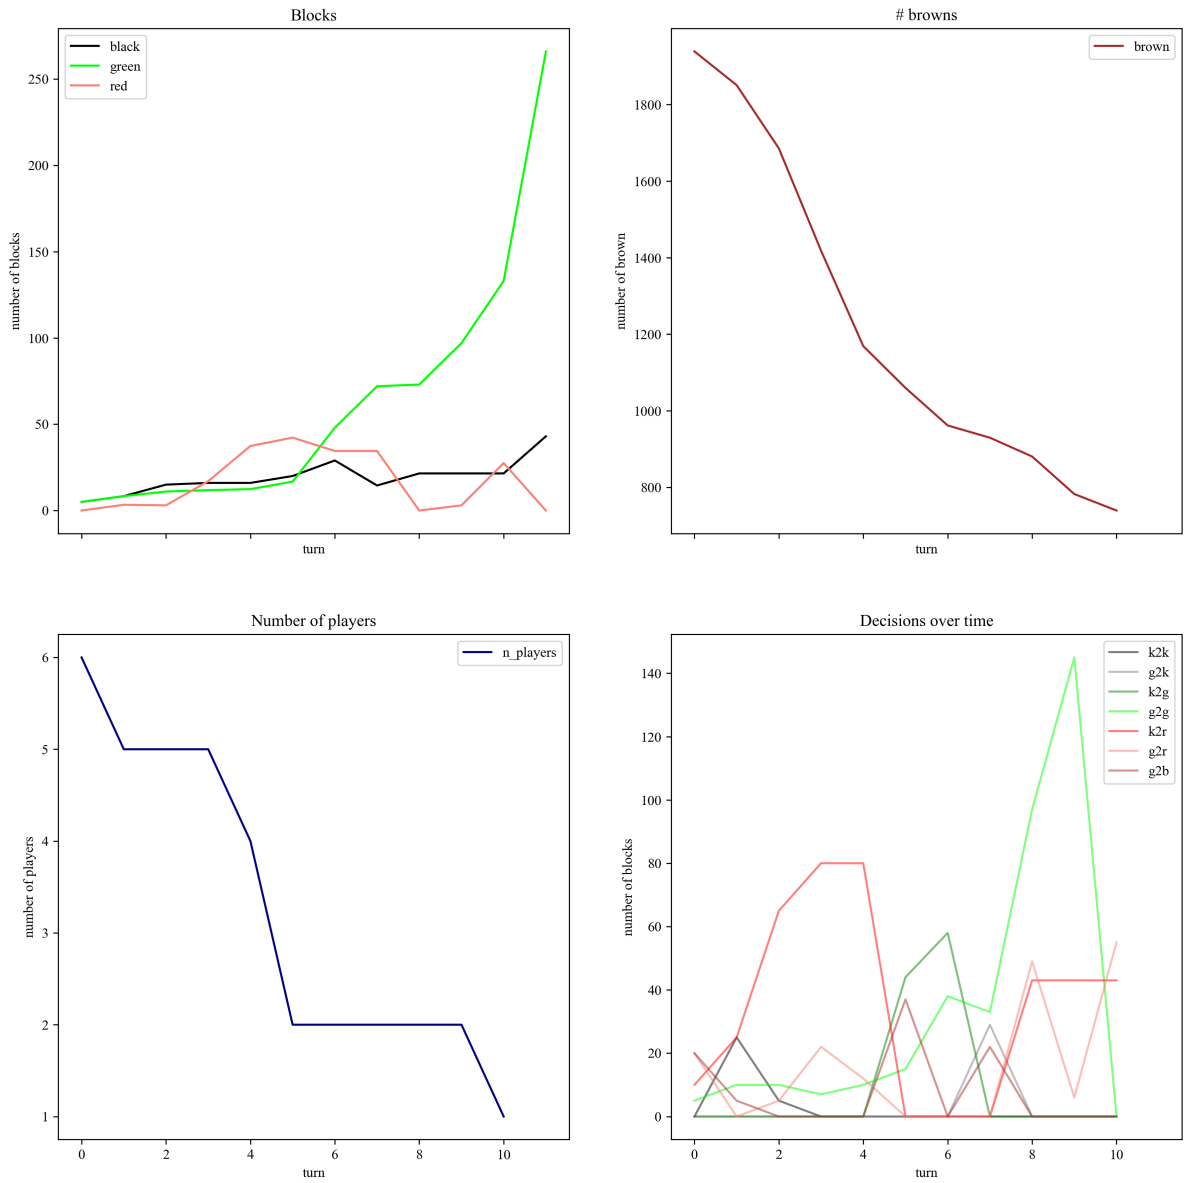 Blocks
black
green
red
250
200
150
100
50
0
number of blocks
turn
# browns
brown
1800
1600
1400
1200
1000
800
number of brown
turn
Number of players
n_players
6
5
4
3
2
1
number of players
0 2 4 6 8 10
turn
Decisions over time
k2k
g2k
k2g
g2g
k2r
g2r
g2b
140
120
100
80
60
40
20
0
number of blocks
0 2 4 6 8 10
turn